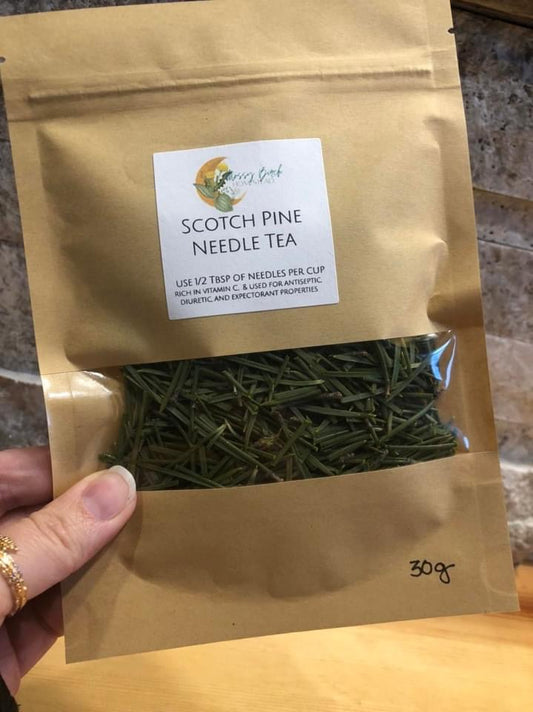 SCOTCH PINE
NEEDLE TEA
USE 1/2 TBSP OF NEEDLES PER CUP
RICH IN VITAMIN C, & USED FOR ANTISEPTIC,
DIURETIC, AND EXPECTORANT PROPERTIES
30g